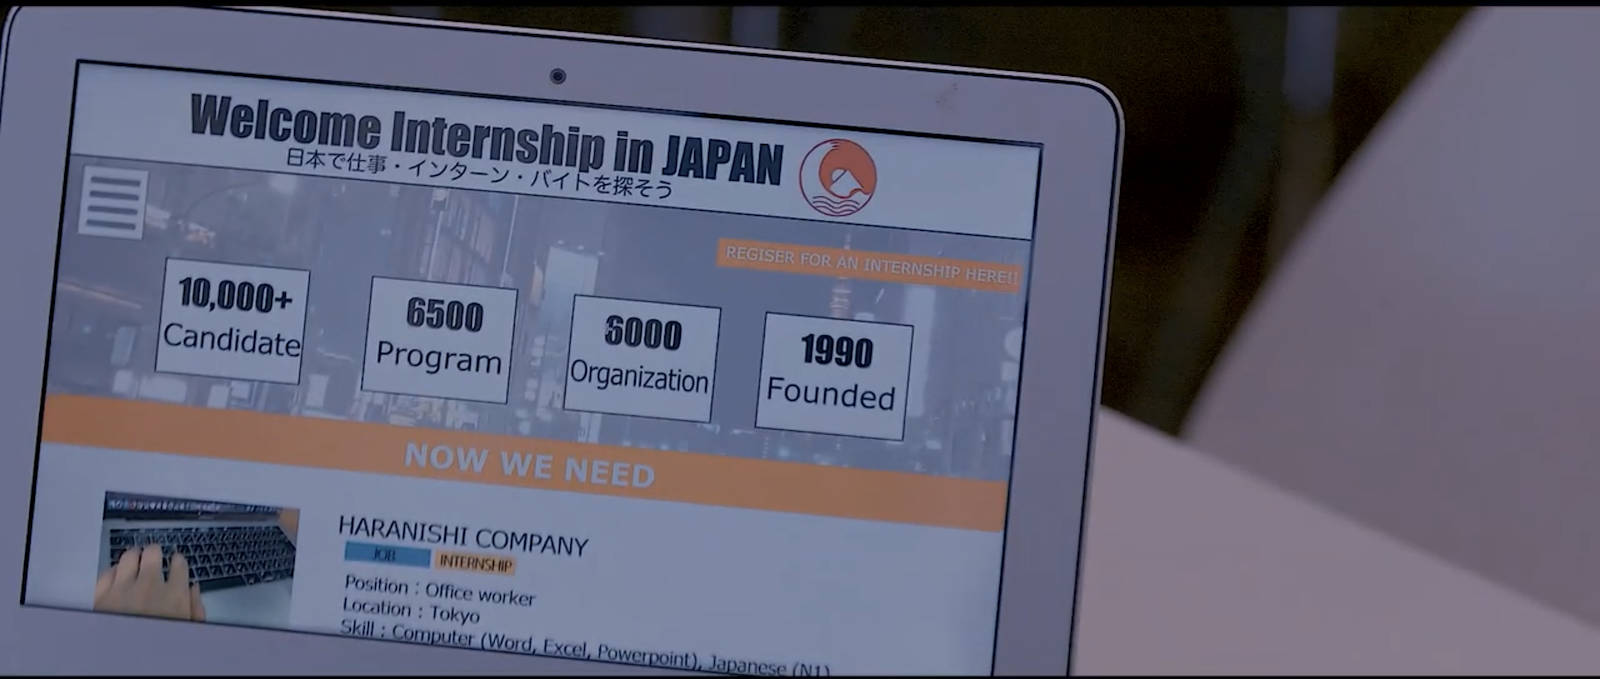 Welcome Internship in JAPAN
日本で仕事・インターン・バイトを探そう
REGISER FOR AN INTERNSHIP HERE!!
10,000+
Candidate
6500
Program
6000
Organization
1990
Founded
NOW WE NEED
HARANISHI COMPANY
JOB INTERNSHIP
Position : Office worker
Location : Tokyo
Skill : Computer (Word, Excel, Powerpoint), Japanese (N1)